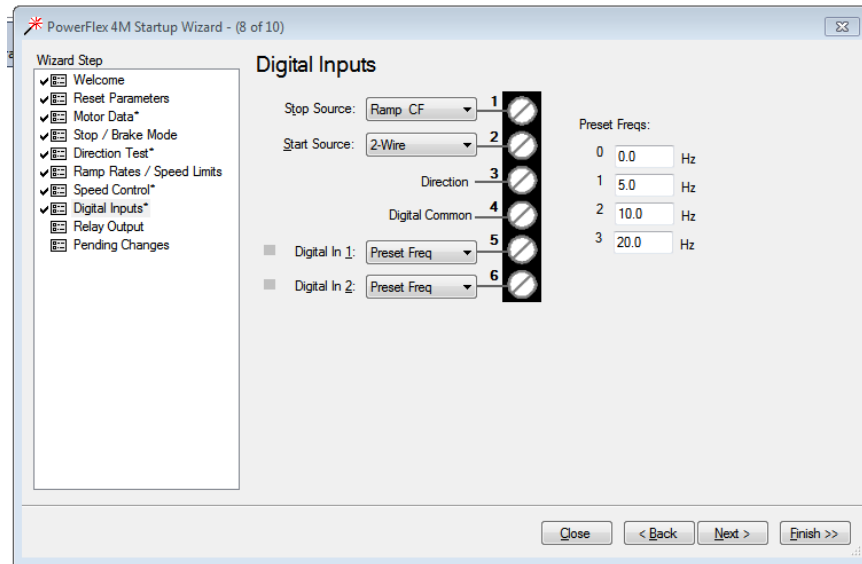 PowerFlex 4M Startup Wizard - (8 of 10)
Wizard Step
Welcome
Reset Parameters
Motor Data*
Stop / Brake Mode
Direction Test*
Ramp Rates / Speed Limits
Speed Control*
Digital Inputs*
Relay Output
Pending Changes
Digital Inputs
Stop Source: Ramp CF 1
Start Source: 2-Wire 2
Direction 3
Digital Common 4
Digital In 1: Preset Freq 5
Digital In 2: Preset Freq 6
Preset Freqs:
0 0.0 Hz
1 5.0 Hz
2 10.0 Hz
3 20.0 Hz
Close < Back Next > Finish >>